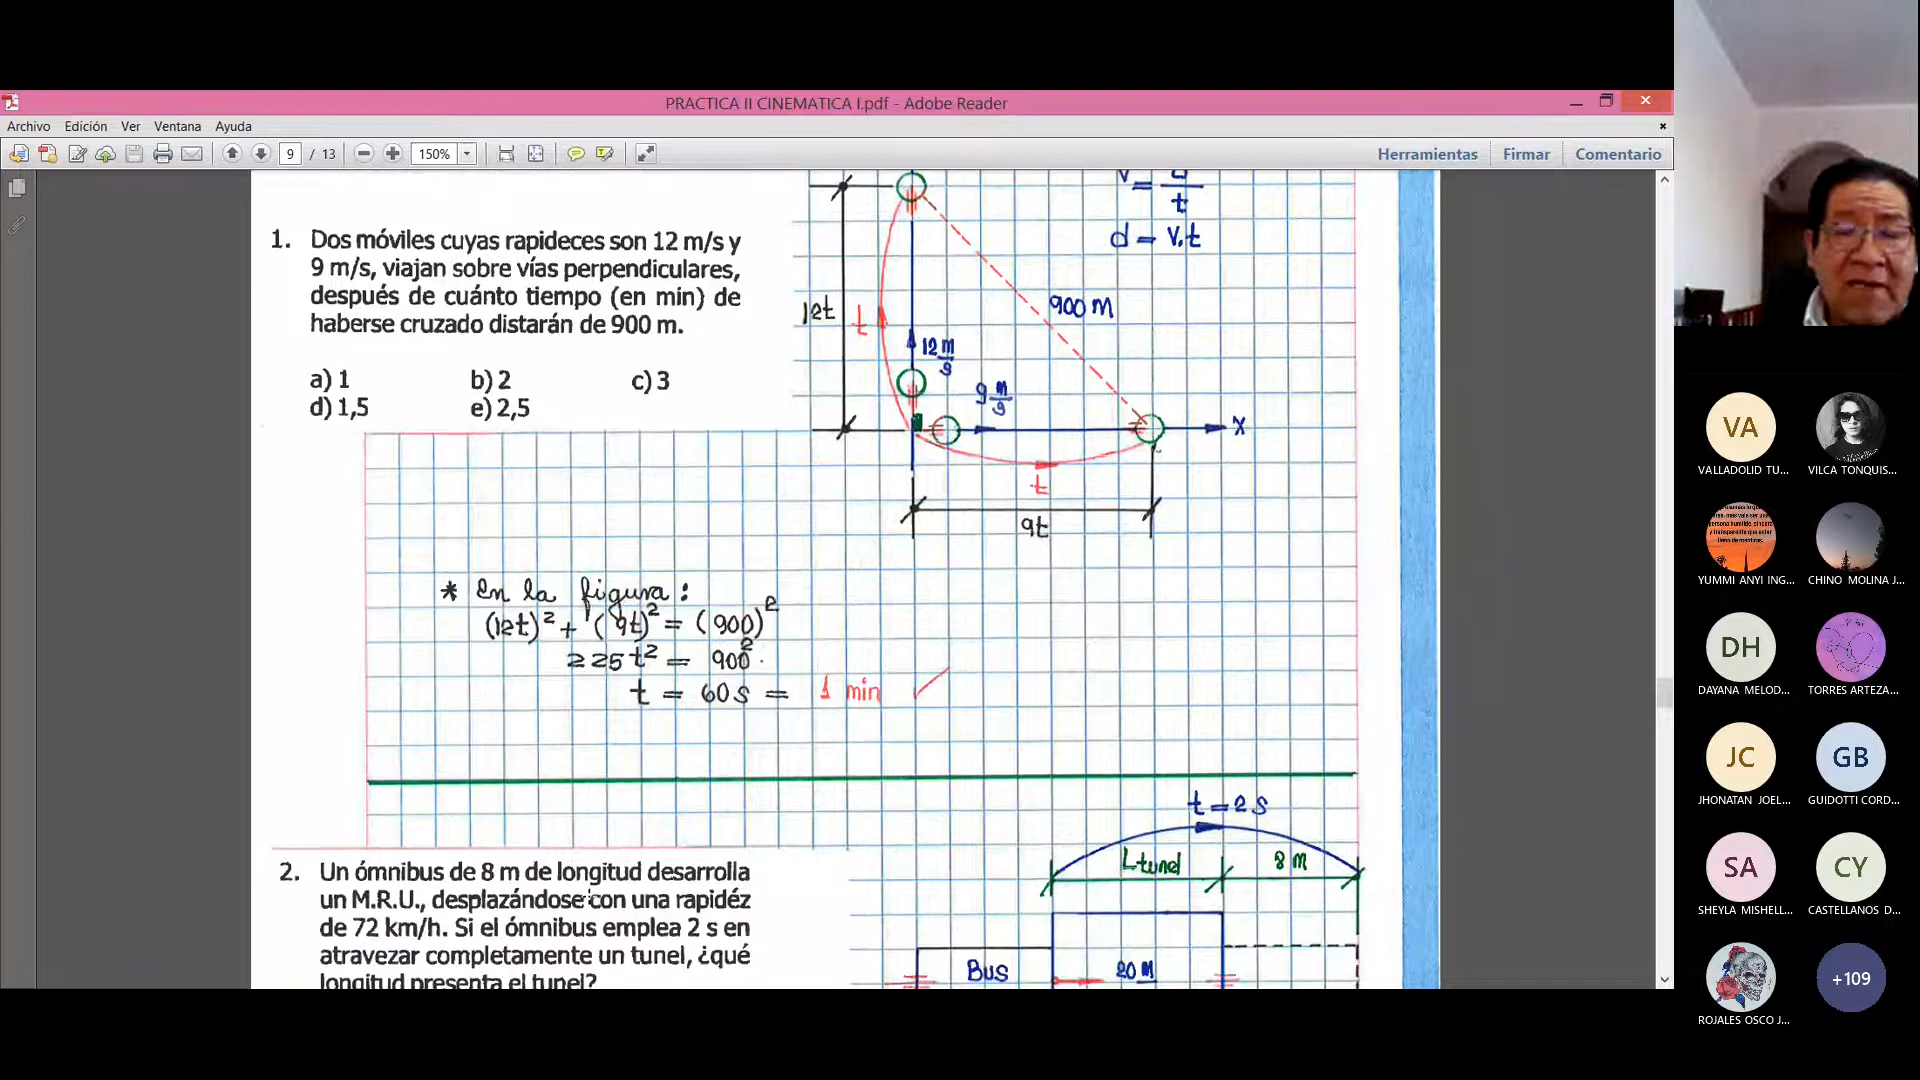 PRACTICA II CINEMATICA I.pdf - Adobe Reader
Archivo Edición Ver Ventana Ayuda
9 / 13 150% Herramientas Firmar Comentario
1. Dos móviles cuyas rapideces son 12 m/s y
9 m/s, viajan sobre vías perpendiculares,
después de cuánto tiempo (en min) de
haberse cruzado distarán de 900 m.
a) 1 b) 2 c) 3
d) 1,5 e) 2,5
t
d = v.t
12t
t
900 m
12 m/s
9 m/s
x
t
9t
* En la figura:
(12t)² + (9t)² = (900)²
225t² = 900².
t = 60s = 1 min
2. Un ómnibus de 8 m de longitud desarrolla
un M.R.U., desplazándose con una rapidéz
de 72 km/h. Si el ómnibus emplea 2 s en
atravezar completamente un tunel, ¿qué
longitud presenta el tunel?
t = 2s
Ltunel 8 m
Bus 20 m
VA
VALLADOLID TU...
VILCA TONQUIS...
YUMMI ANYI ING...
CHINO MOLINA J...
DH
DAYANA MELOD...
TORRES ARTEZA...
JC
JHONATAN JOEL...
GB
GUIDOTTI CORD...
SA
SHEYLA MISHELL...
CY
CASTELLANOS D...
ROJALES OSCO J...
+109